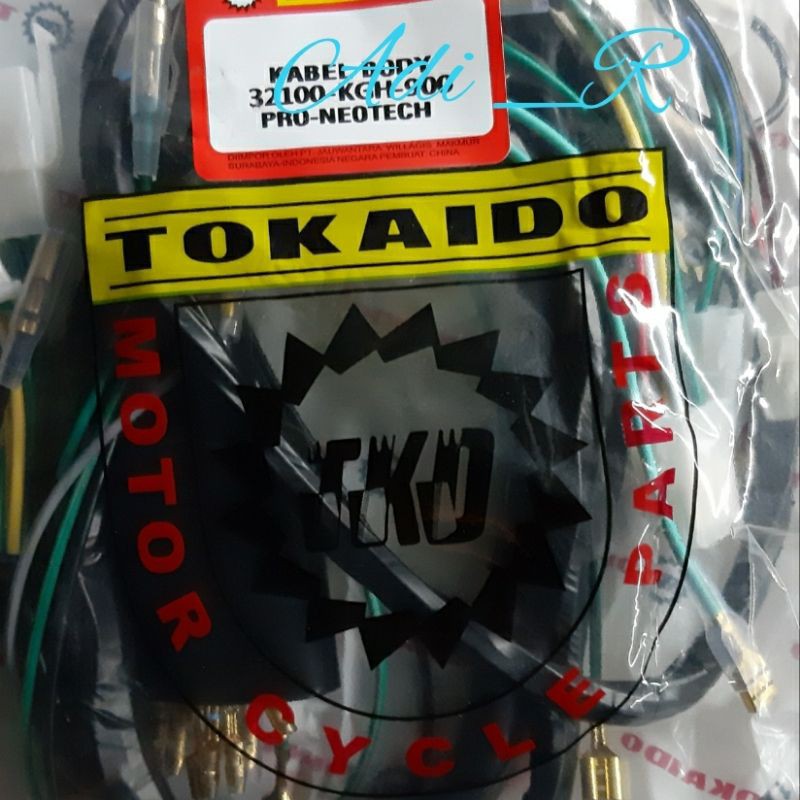 KABEL BODY
32100-KGH-900
PRO-NEOTECH
Adi_R
DIIMPOR OLEH PT. JAUWANTARA WILLAGIS MAKMUR
SURABAYA-INDONESIA NEGARA PEMBUAT: CHINA
TOKAIDO
MOTOR CYCLE PARTS
TKD
TOKAIDO